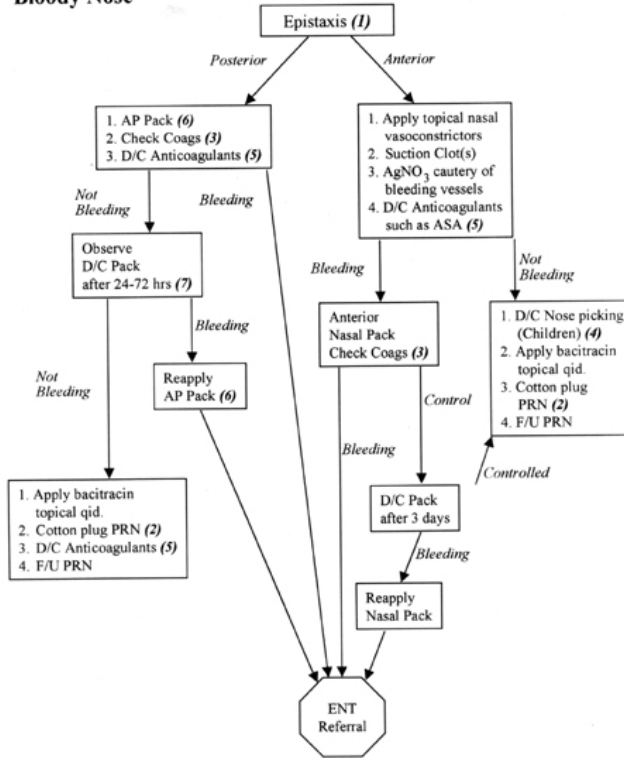 Bloody Nose
Epistaxis (1)
Posterior
Anterior
1. AP Pack (6)
2. Check Coags (3)
3. D/C Anticoagulants (5)
1. Apply topical nasal
vasoconstrictors
2. Suction Clot(s)
3. AgNO3 cautery of
bleeding vessels
4. D/C Anticoagulants
such as ASA (5)
Not
Bleeding
Bleeding
Bleeding
Not
Bleeding
Observe
D/C Pack
after 24-72 hrs (7)
Anterior
Nasal Pack
Check Coags (3)
1. D/C Nose picking
(Children) (4)
2. Apply bacitracin
topical qid.
3. Cotton plug
PRN (2)
4. F/U PRN
Bleeding
Not
Bleeding
Reapply
AP Pack (6)
Bleeding
Control
Controlled
1. Apply bacitracin
topical qid.
2. Cotton plug PRN (2)
3. D/C Anticoagulants (5)
4. F/U PRN
D/C Pack
after 3 days
Bleeding
Reapply
Nasal Pack
ENT
Referral